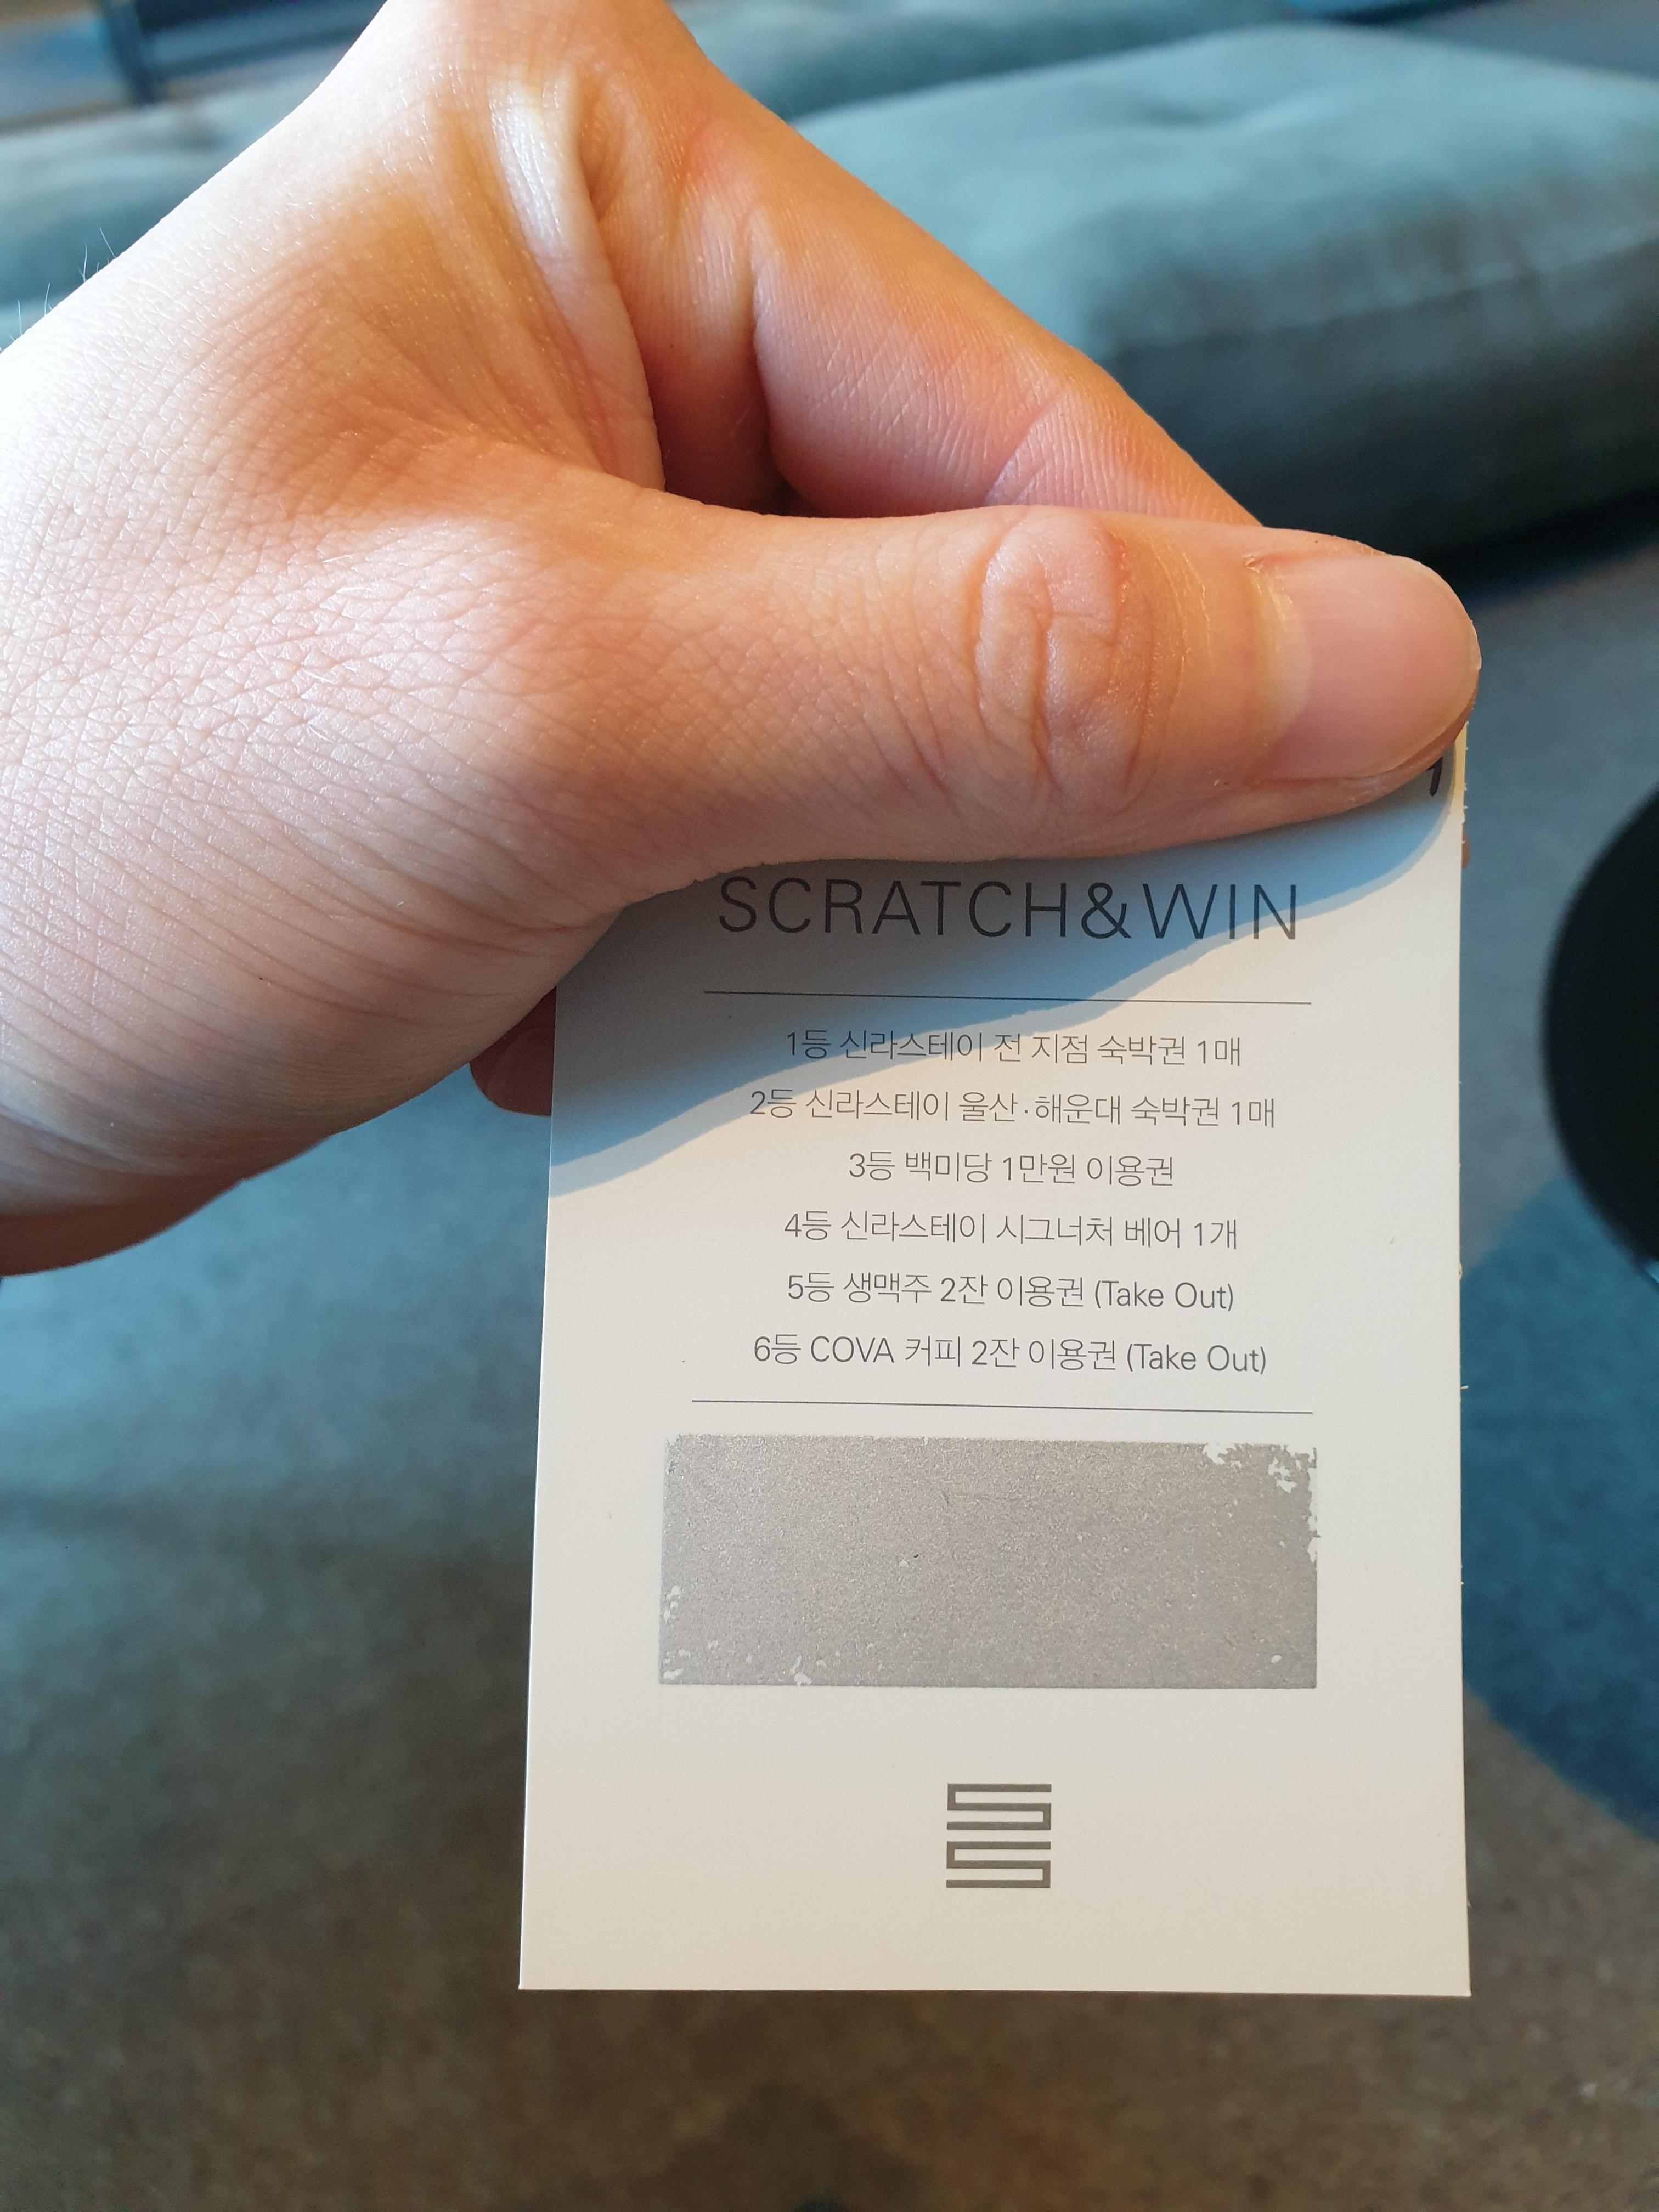 SCRATCH&WIN
1등 신라스테이 전 지점 숙박권 1매
2등 신라스테이 울산·해운대 숙박권 1매
3등 백미당 1만원 이용권
4등 신라스테이 시그너처 베어 1개
5등 생맥주 2잔 이용권 (Take Out)
6등 COVA 커피 2잔 이용권 (Take Out)